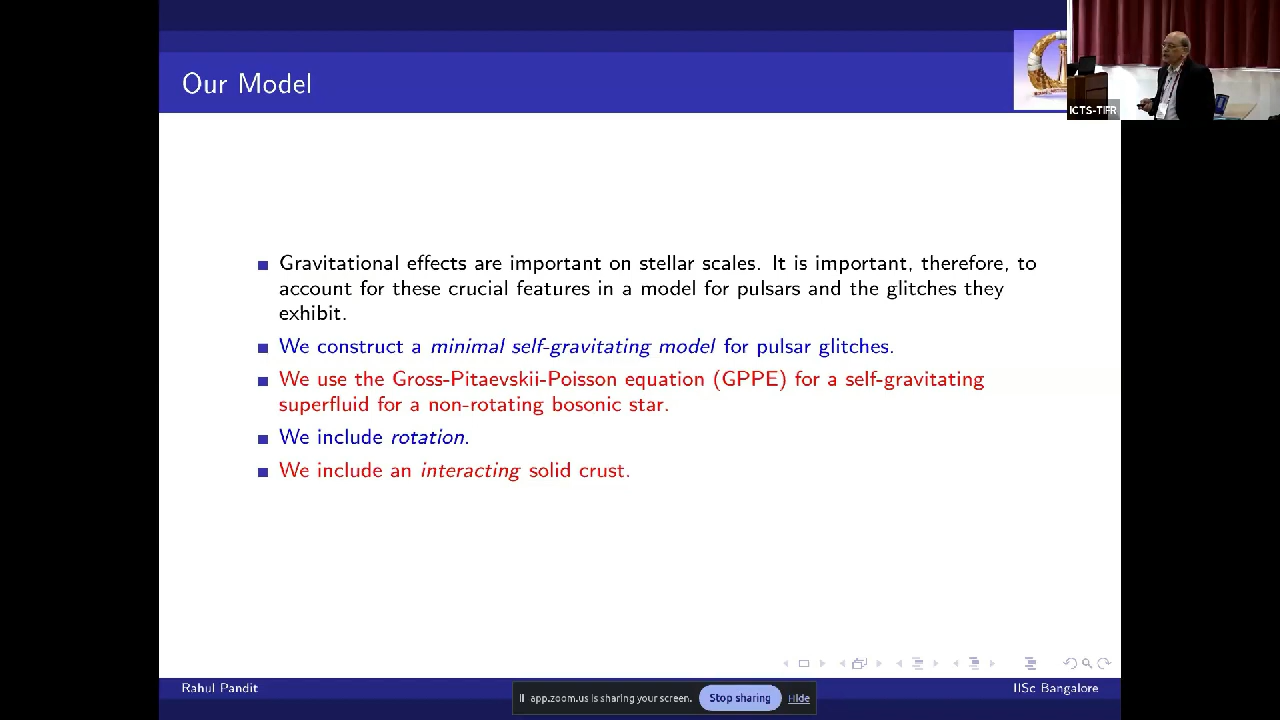 Our Model
ICTS-TIFR
Gravitational effects are important on stellar scales. It is important, therefore, to
account for these crucial features in a model for pulsars and the glitches they
exhibit.
We construct a minimal self-gravitating model for pulsar glitches.
We use the Gross-Pitaevskii-Poisson equation (GPPE) for a self-gravitating
superfluid for a non-rotating bosonic star.
We include rotation.
We include an interacting solid crust.
Rahul Pandit
IISc Bangalore
app.zoom.us is sharing your screen.
Stop sharing
Hide